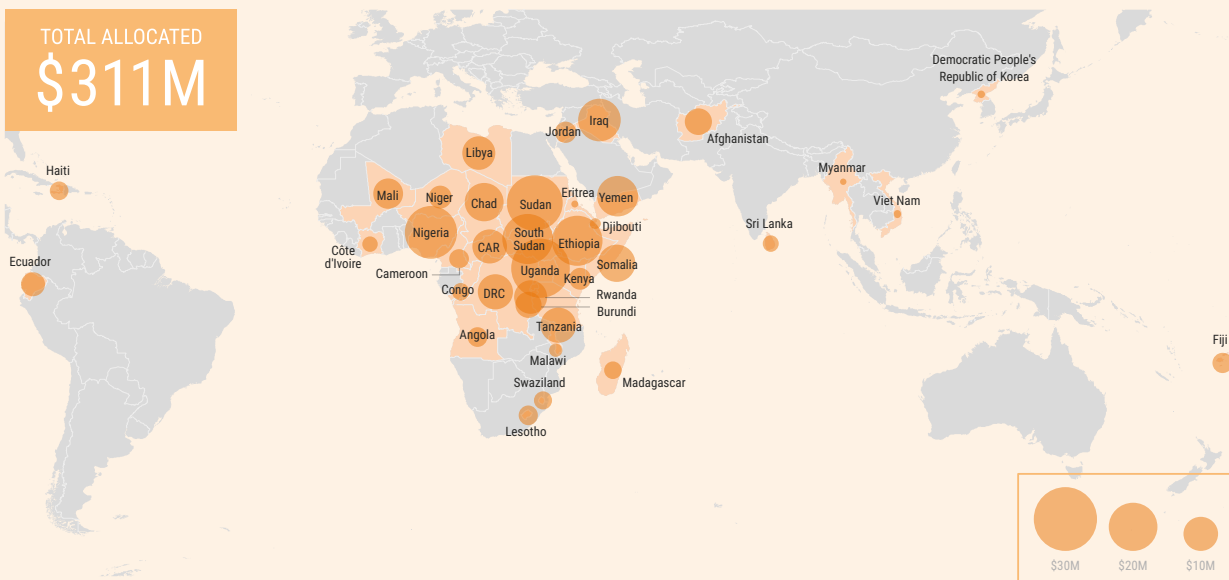 TOTAL ALLOCATED
$311M
Democratic People's
Republic of Korea
Jordan
Iraq
Afghanistan
Libya
Haiti
Myanmar
Mali
Niger
Chad
Sudan
Eritrea
Yemen
Viet Nam
Nigeria
South
Sudan
Djibouti
Sri Lanka
CAR
Ethiopia
Côte
d'Ivoire
Ecuador
Cameroon
Uganda
Somalia
Kenya
Congo
DRC
Rwanda
Burundi
Angola
Tanzania
Fiji
Malawi
Swaziland
Madagascar
Lesotho
$30M
$20M
$10M